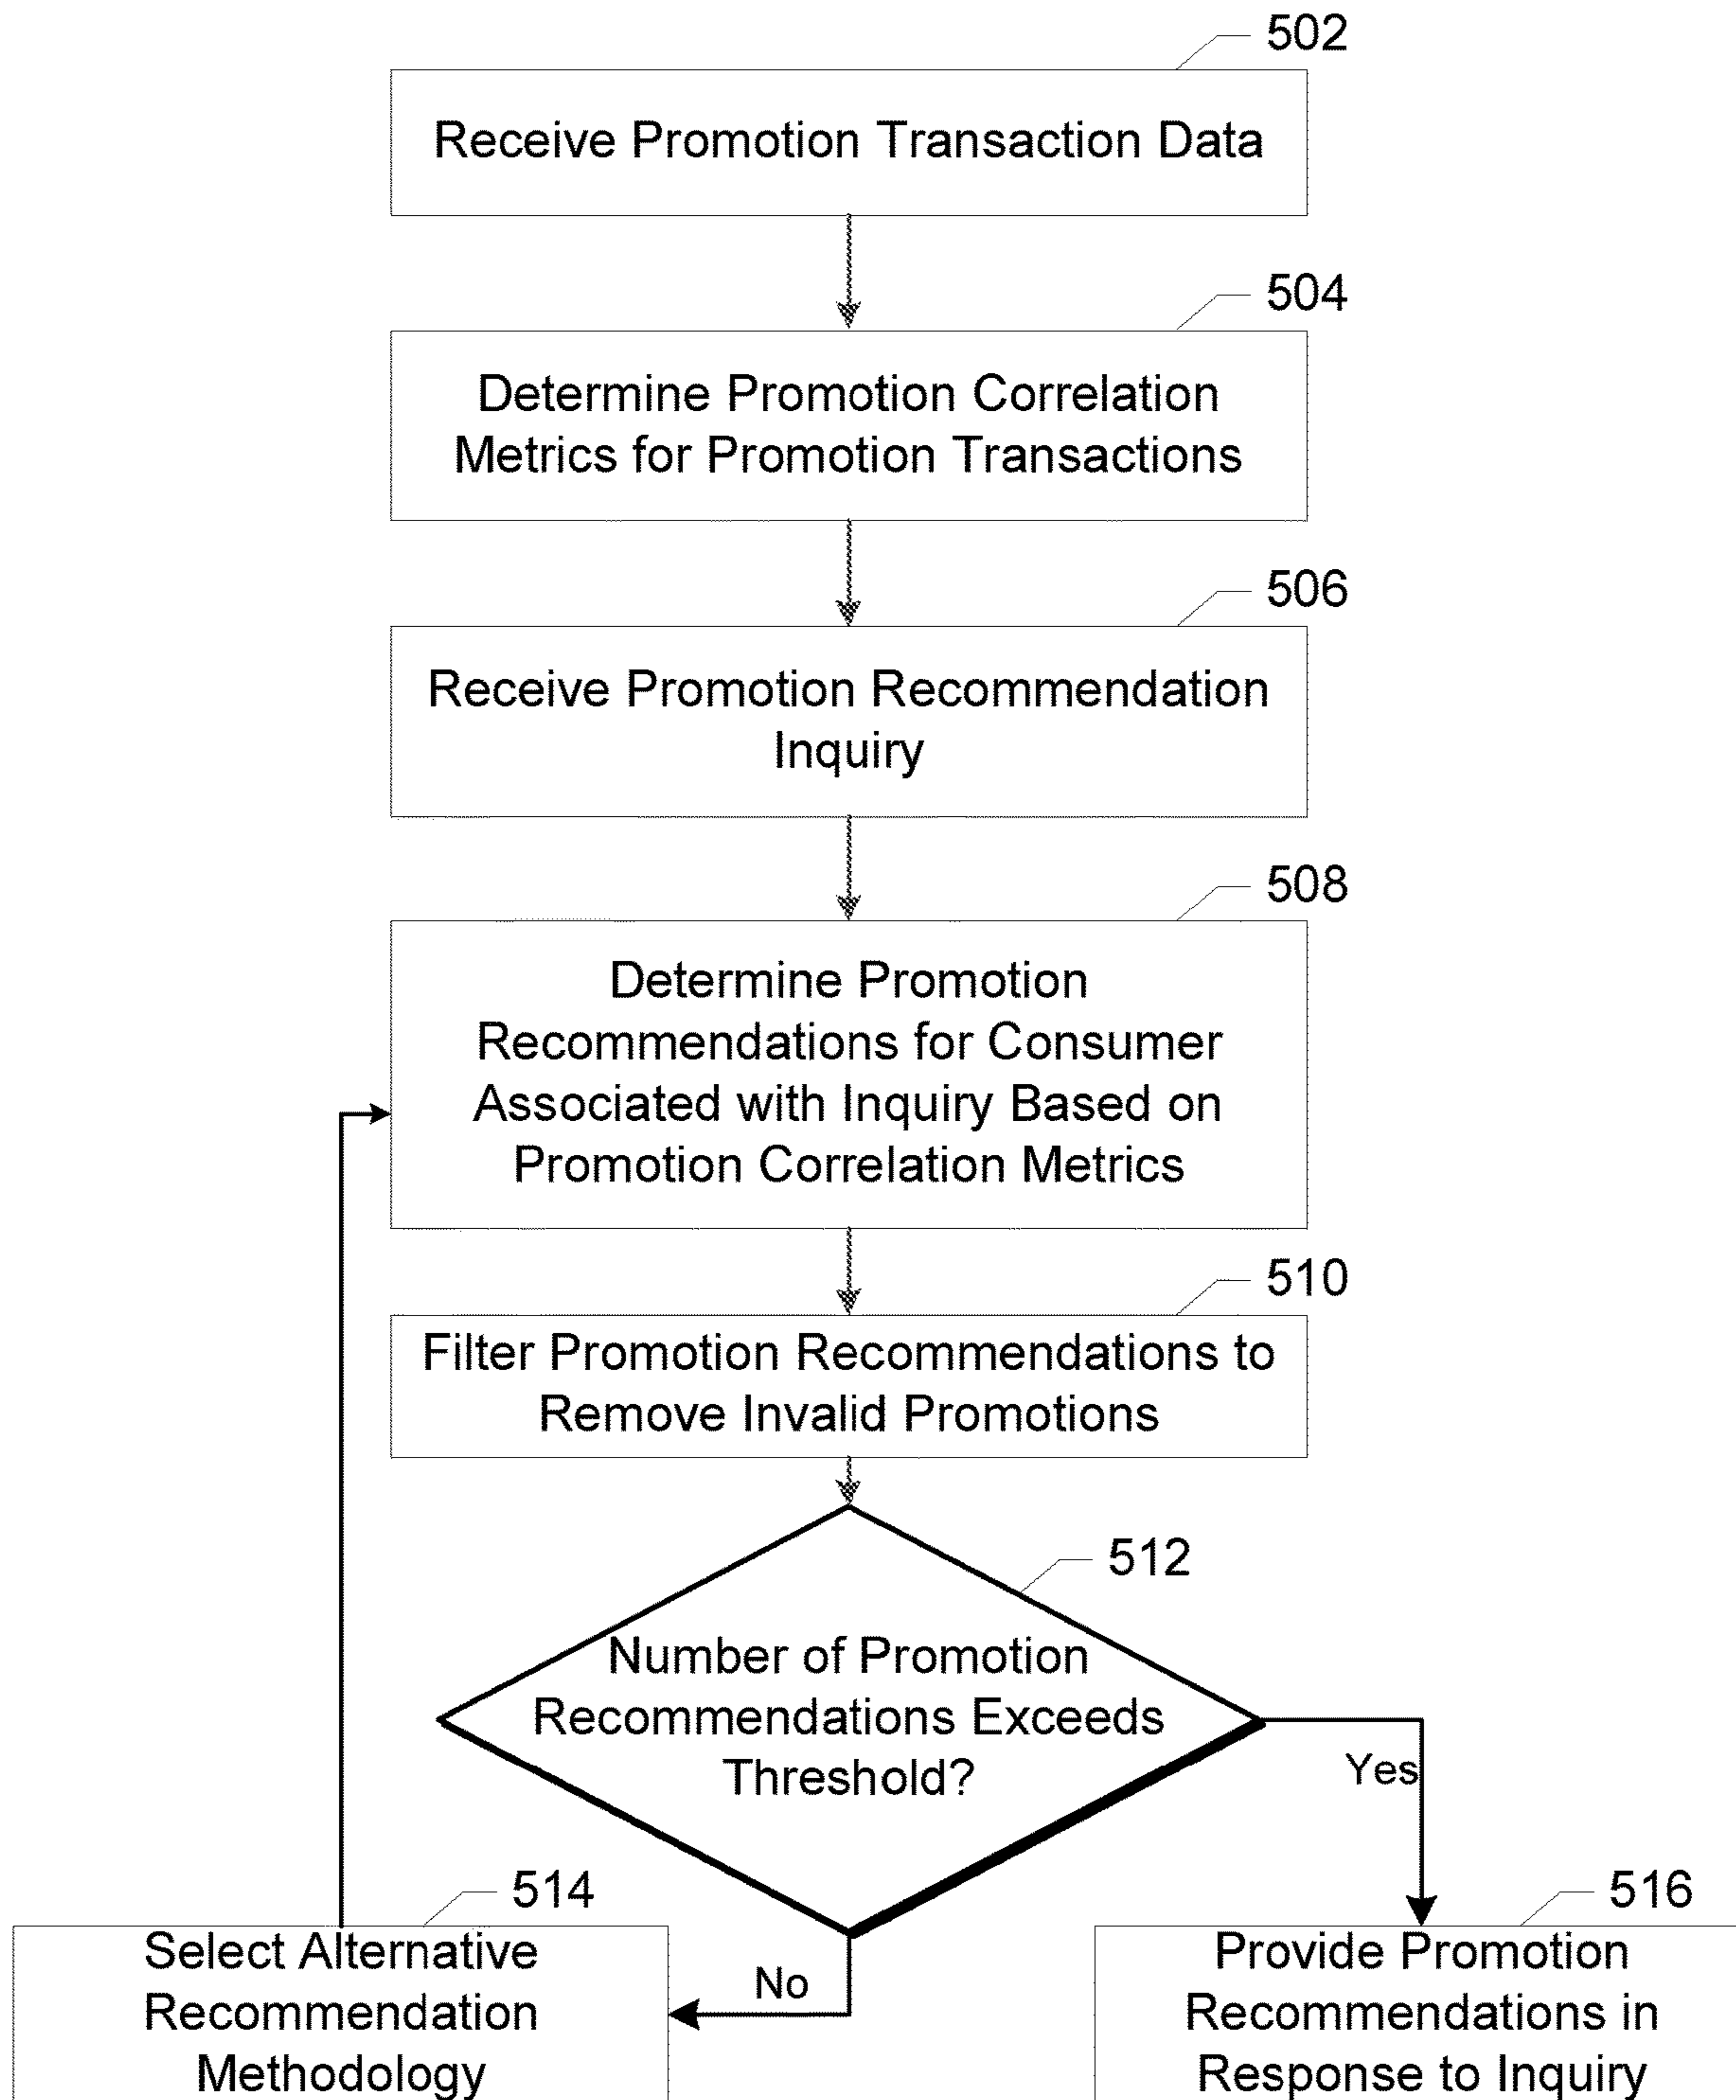 502
Receive Promotion Transaction Data
504
Determine Promotion Correlation
Metrics for Promotion Transactions
506
Receive Promotion Recommendation
Inquiry
508
Determine Promotion
Recommendations for Consumer
Associated with Inquiry Based on
Promotion Correlation Metrics
510
Filter Promotion Recommendations to
Remove Invalid Promotions
512
Number of Promotion
Recommendations Exceeds
Threshold?
Yes
No
514
Select Alternative
Recommendation
Methodology
516
Provide Promotion
Recommendations in
Response to Inquiry